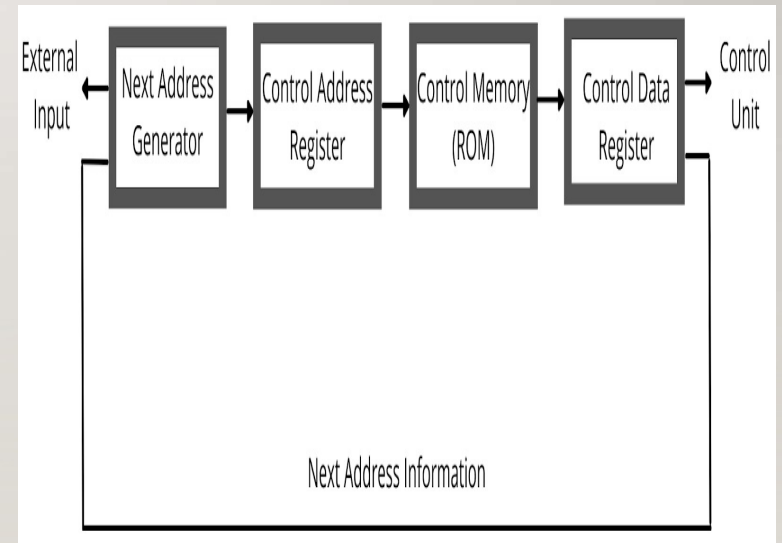 External
Input
Next Address
Generator
Control Address
Register
Control Memory
(ROM)
Control Data
Register
Control
Unit
Next Address Information